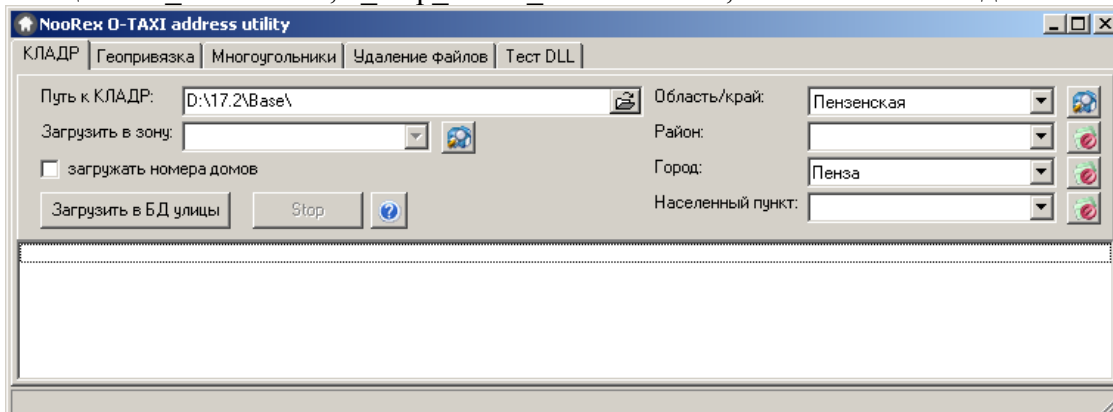 NooRex O-TAXI address utility
КЛАДР Геопривязка Многоугольники Удаление файлов Тест DLL
Путь к КЛАДР: D:\17.2\Base\ Область/край: Пензенская
Загрузить в зону: Район:
загружать номера домов Город: Пенза
Загрузить в БД улицы Stop Населенный пункт: